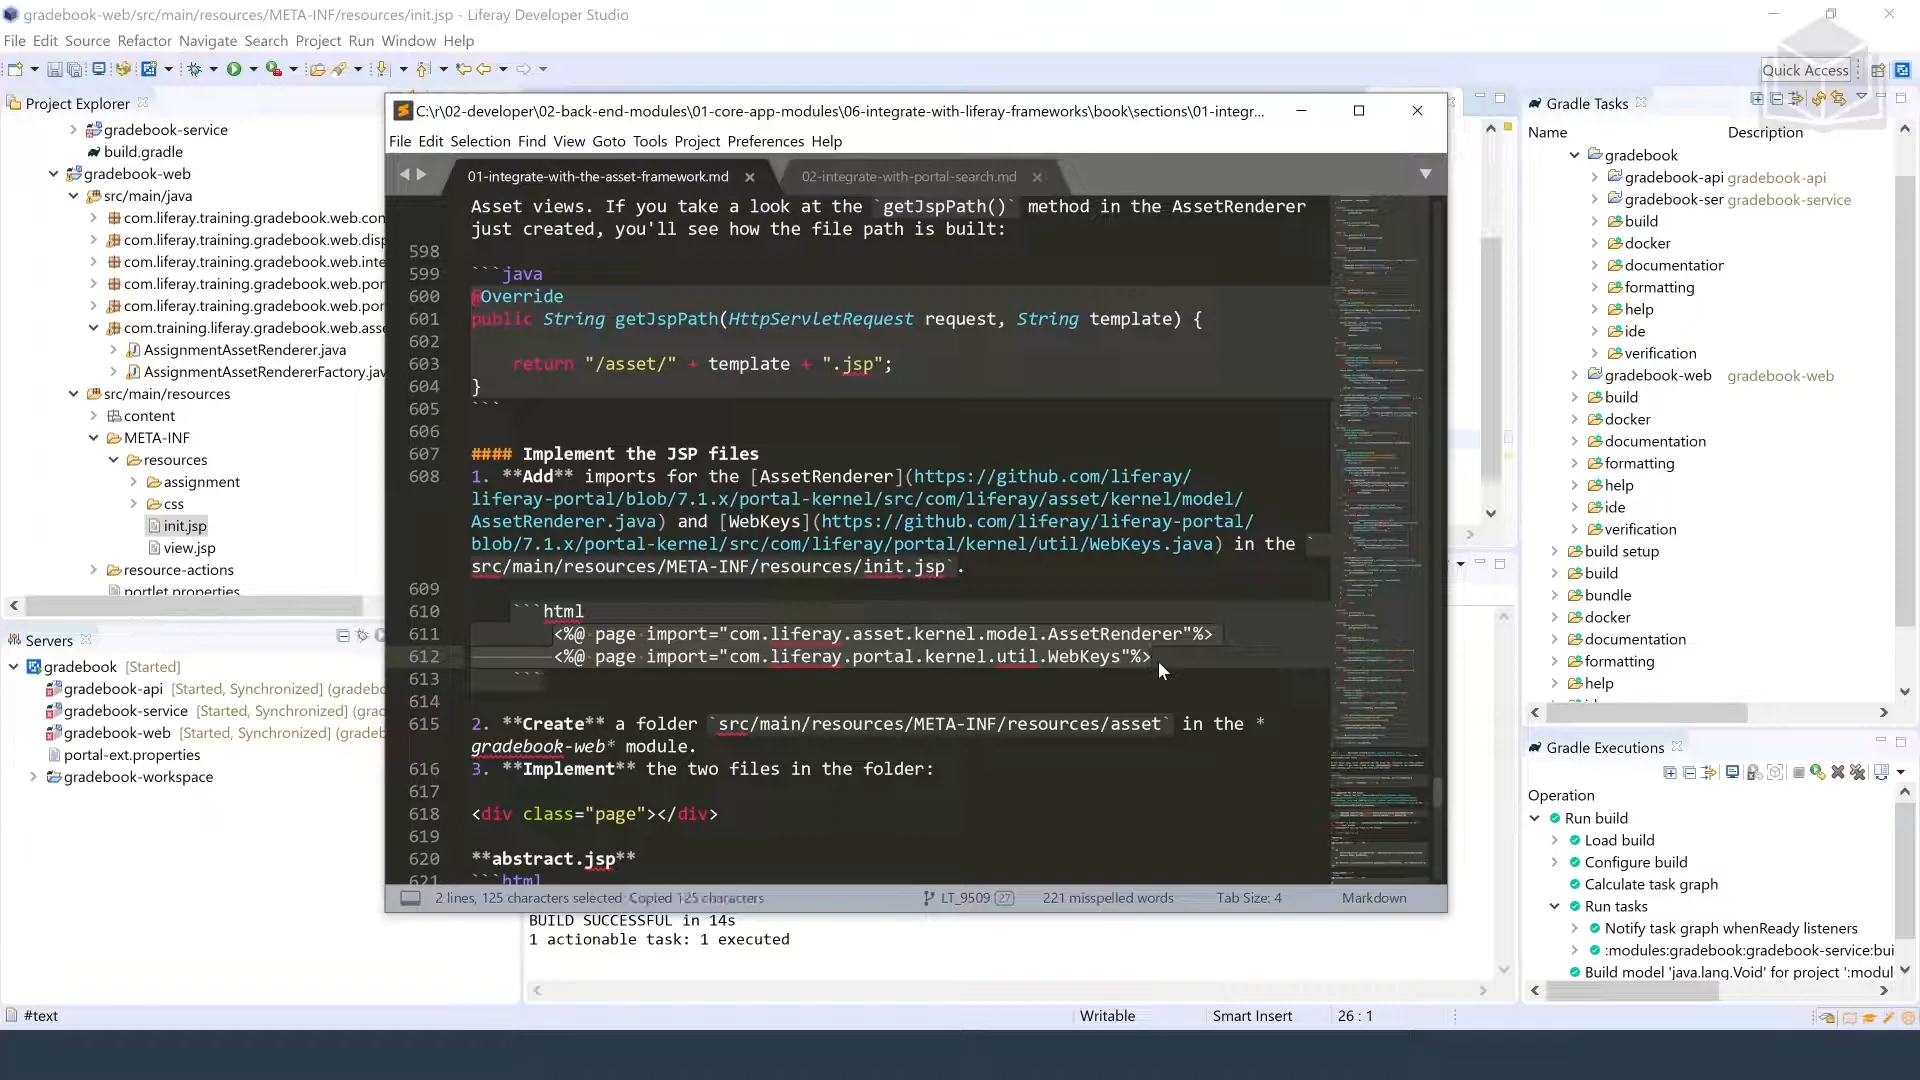 gradebook-web/src/main/resources/META-INF/resources/init.jsp - Liferay Developer Studio
File Edit Source Refactor Navigate Search Project Run Window Help
Quick Access
Project Explorer
gradebook-service
build.gradle
gradebook-web
src/main/java
com.liferay.training.gradebook.web.con
com.liferay.training.gradebook.web.disp
com.liferay.training.gradebook.web.inte
com.liferay.training.gradebook.web.por
com.liferay.training.gradebook.web.por
com.training.liferay.gradebook.web.asse
AssignmentAssetRenderer.java
AssignmentAssetRendererFactory.jav
src/main/resources
content
META-INF
resources
assignment
css
init.jsp
view.jsp
resource-actions
portlet.properties
Servers
gradebook [Started]
gradebook-api [Started, Synchronized] (gradebo
gradebook-service [Started, Synchronized] (grad
gradebook-web [Started, Synchronized] (gradeb
portal-ext.properties
gradebook-workspace
C:\r\02-developer\02-back-end-modules\01-core-app-modules\06-integrate-with-liferay-frameworks\book\sections\01-integr...
File Edit Selection Find View Goto Tools Project Preferences Help
01-integrate-with-the-asset-framework.md
02-integrate-with-portal-search.md
Asset views. If you take a look at the `getJspPath()` method in the AssetRenderer
just created, you'll see how the file path is built:
598
599 ```java
600 @Override
601 public String getJspPath(HttpServletRequest request, String template) {
602
603 return "/asset/" + template + ".jsp";
604 }
605 ```
606
607 #### Implement the JSP files
608 1. **Add** imports for the [AssetRenderer](https://github.com/liferay/
liferay-portal/blob/7.1.x/portal-kernel/src/com/liferay/asset/kernel/model/
AssetRenderer.java) and [WebKeys](https://github.com/liferay/liferay-portal/
blob/7.1.x/portal-kernel/src/com/liferay/portal/kernel/util/WebKeys.java) in the `
src/main/resources/META-INF/resources/init.jsp`.
609
610 ```html
611 <%@ page import="com.liferay.asset.kernel.model.AssetRenderer"%>
612 <%@ page import="com.liferay.portal.kernel.util.WebKeys"%>
613 ```
614
615 2. **Create** a folder `src/main/resources/META-INF/resources/asset` in the *
gradebook-web* module.
616 3. **Implement** the two files in the folder:
617
618 <div class="page"></div>
619
620 **abstract.jsp**
621 ```html
2 lines, 125 characters selected Copied 125 characters
LT_9509 27
221 misspelled words
Tab Size: 4
Markdown
BUILD SUCCESSFUL in 14s
1 actionable task: 1 executed
Gradle Tasks
Name Description
gradebook
gradebook-api gradebook-api
gradebook-ser gradebook-service
build
docker
documentation
formatting
help
ide
verification
gradebook-web gradebook-web
build
docker
documentation
formatting
help
ide
verification
build setup
build
bundle
docker
documentation
formatting
help
Gradle Executions
Operation
Run build
Load build
Configure build
Calculate task graph
Run tasks
Notify task graph whenReady listeners
:modules:gradebook:gradebook-service:bui
Build model 'java.lang.Void' for project ':modul
#text
Writable
Smart Insert
26 : 1